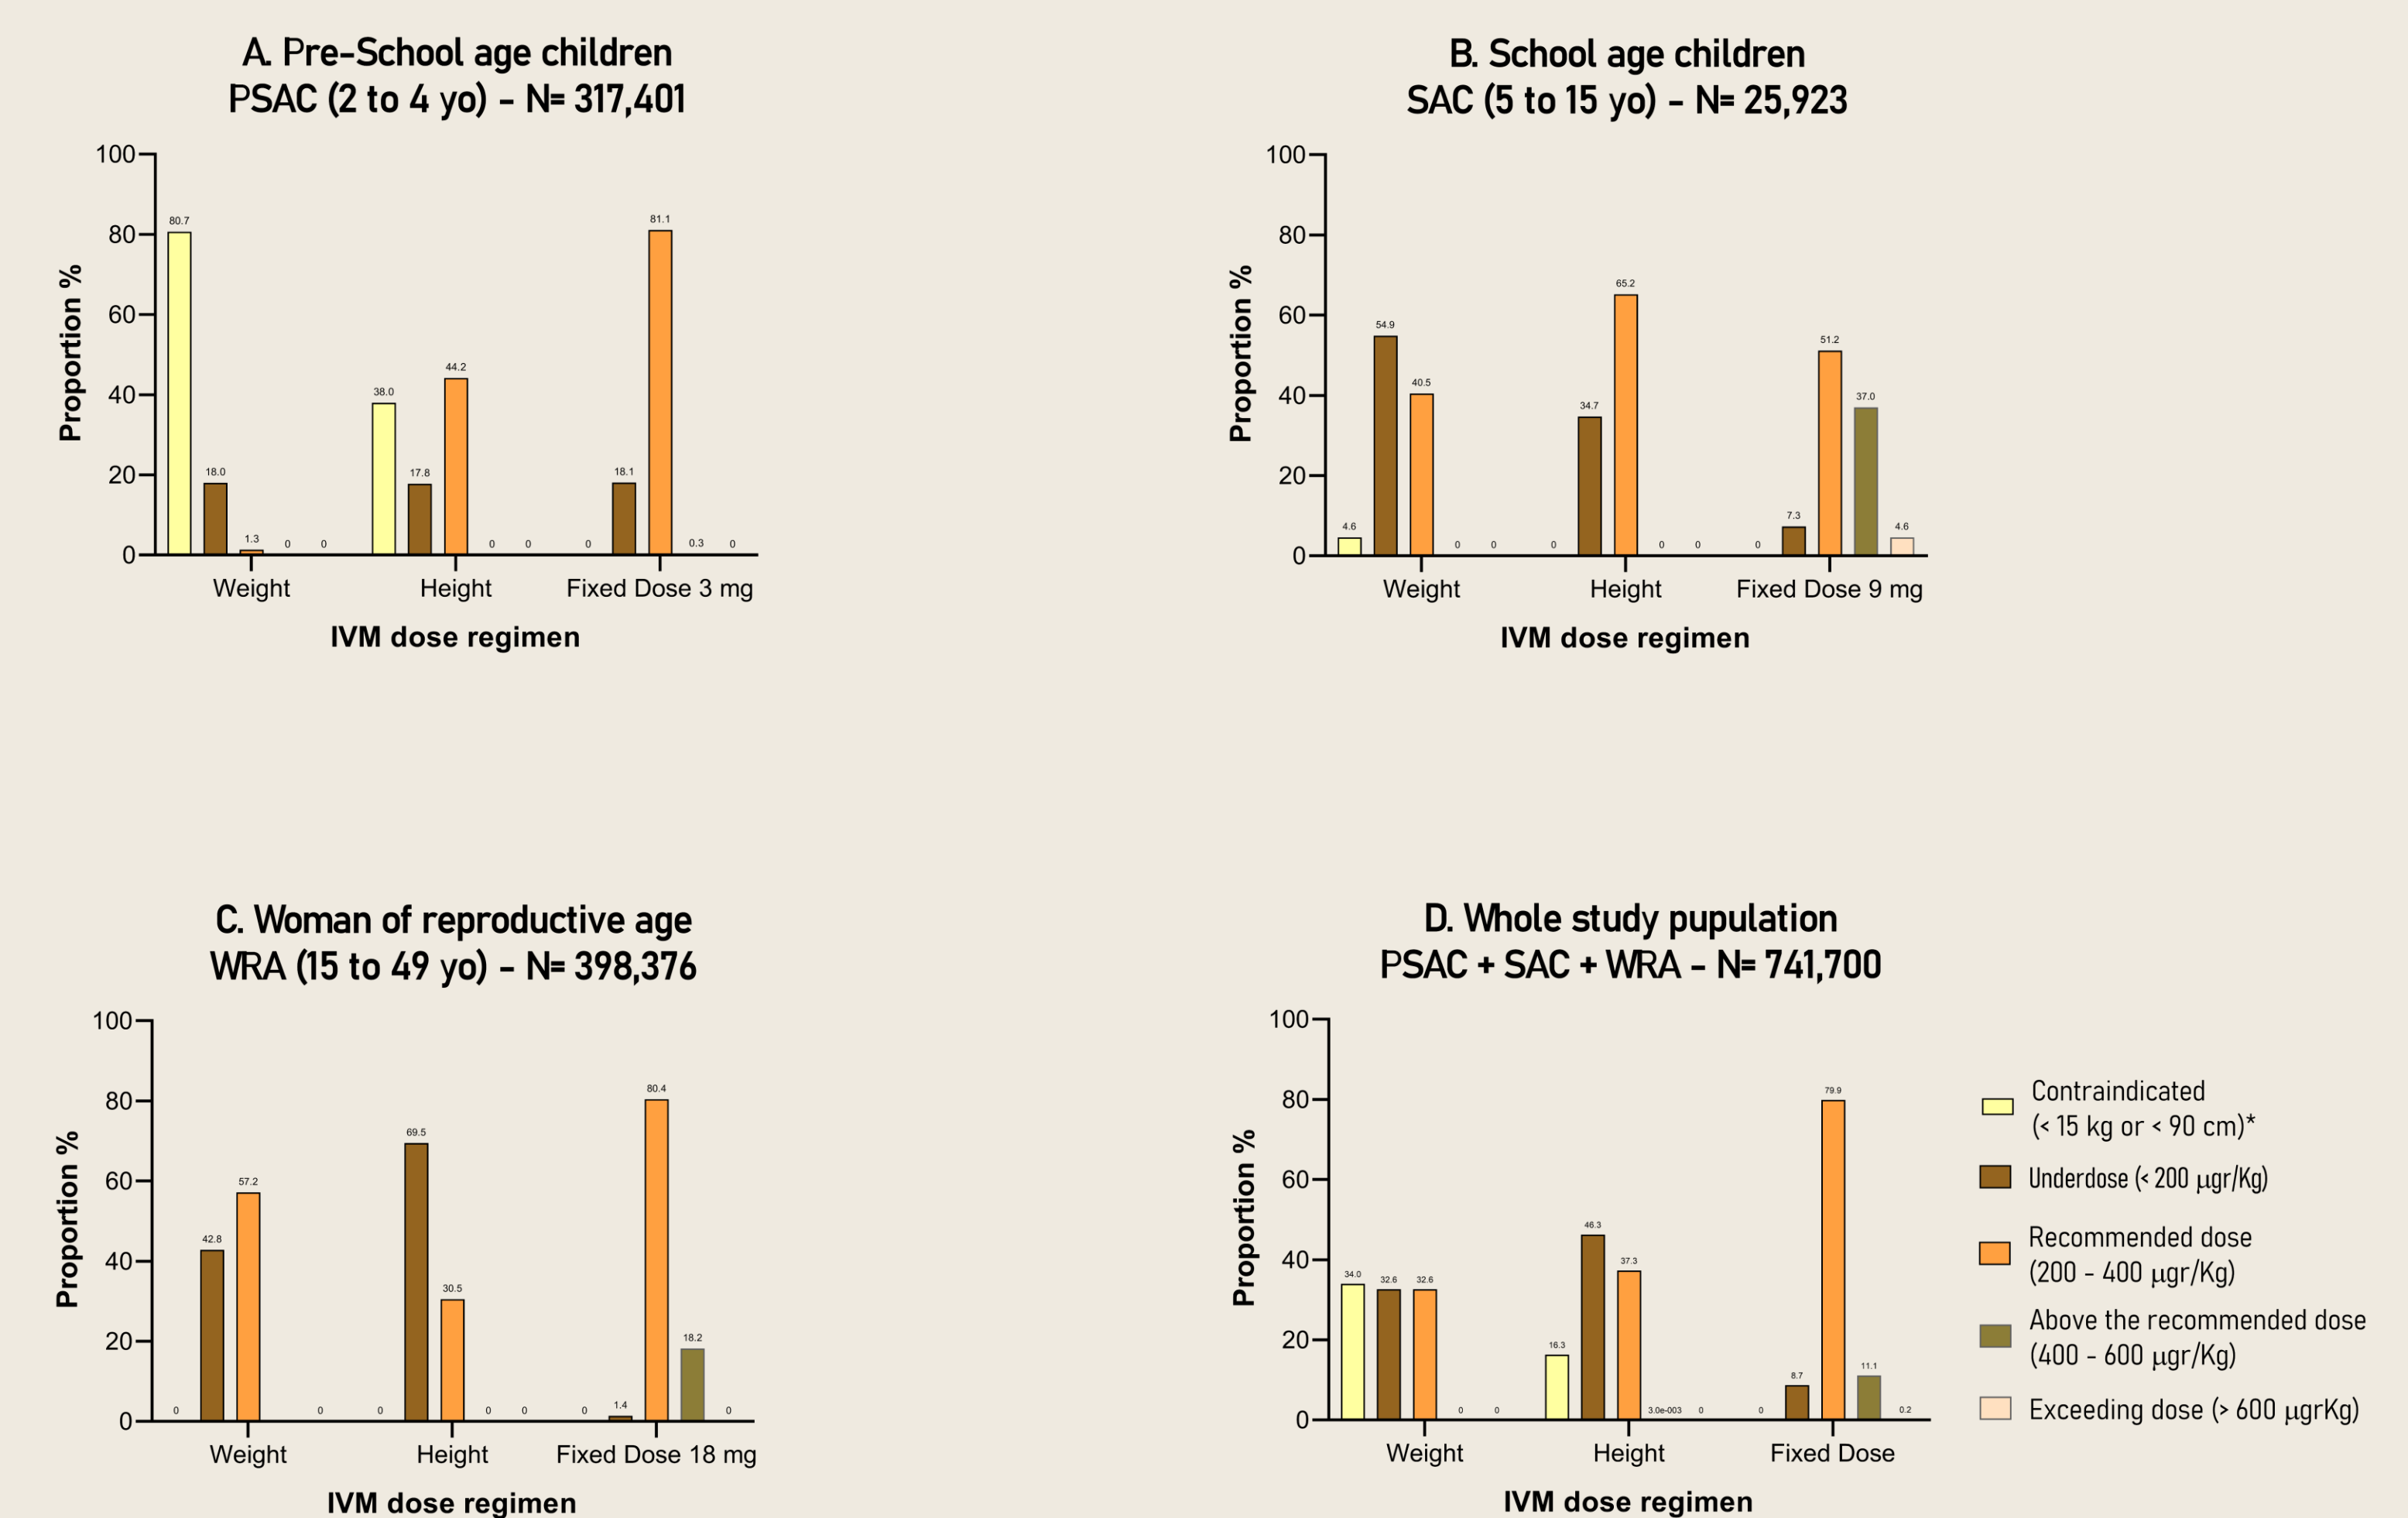 A. Pre-School age children
PSAC (2 to 4 yo) - N= 317,401
Proportion %
100
80
60
40
20
0
80.7
18.0
1.3
0
0
38.0
17.8
44.2
0
0
0
18.1
81.1
0.3
0
Weight
Height
Fixed Dose 3 mg
IVM dose regimen
B. School age children
SAC (5 to 15 yo) - N= 25,923
Proportion %
100
80
60
40
20
0
4.6
54.9
40.5
0
0
0
34.7
65.2
0
0
0
7.3
51.2
37.0
4.6
Weight
Height
Fixed Dose 9 mg
IVM dose regimen
C. Woman of reproductive age
WRA (15 to 49 yo) - N= 398,376
Proportion %
100
80
60
40
20
0
0
42.8
57.2
0
0
69.5
30.5
0
0
0
1.4
80.4
18.2
0
Weight
Height
Fixed Dose 18 mg
IVM dose regimen
D. Whole study pupulation
PSAC + SAC + WRA - N= 741,700
Proportion %
100
80
60
40
20
0
34.0
32.6
32.6
0
0
16.3
46.3
37.3
3.0e-003
0
0
8.7
79.9
11.1
0.2
Weight
Height
Fixed Dose
IVM dose regimen
Contraindicated
(< 15 kg or < 90 cm)*
Underdose (< 200 µgr/Kg)
Recommended dose
(200 - 400 µgr/Kg)
Above the recommended dose
(400 - 600 µgr/Kg)
Exceeding dose (> 600 µgrKg)